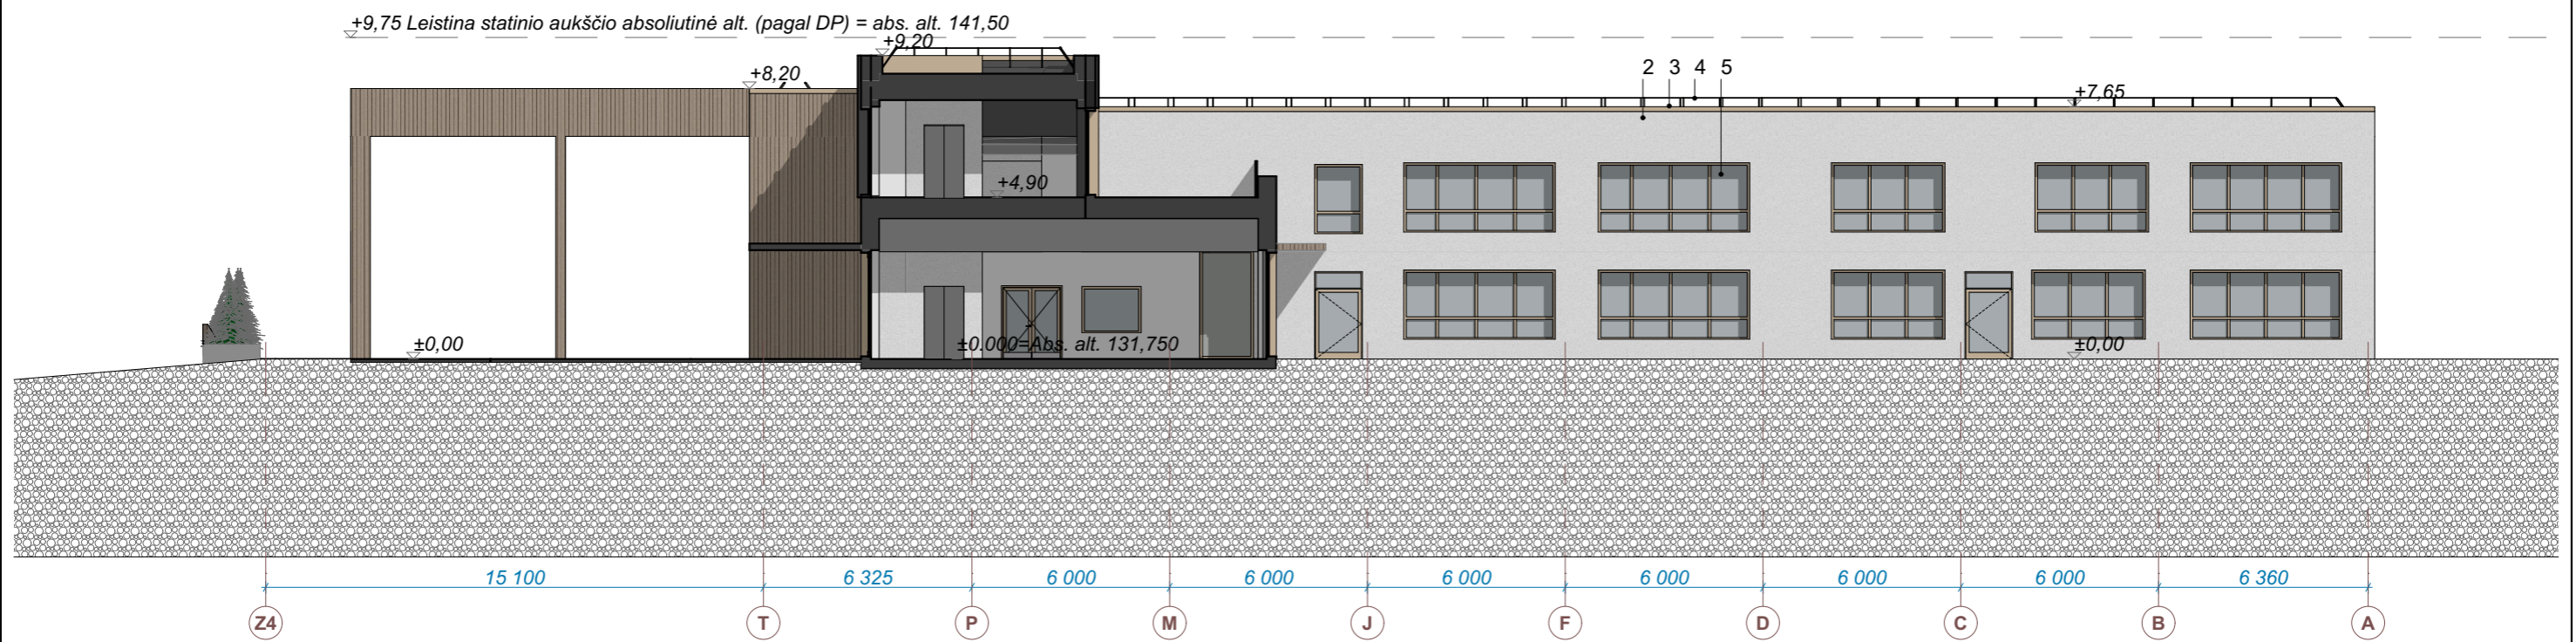 +9,75 Leistina statinio aukščio absoliutinė alt. (pagal DP) = abs. alt. 141,50
+9,20
+8,20
2 3 4 5
+7,65
+4,90
±0,00
±0.000=Abs. alt. 131,750
±0,00
15 100 6 325 6 000 6 000 6 000 6 000 6 000 6 000 6 360
Z4 T P M J F D C B A